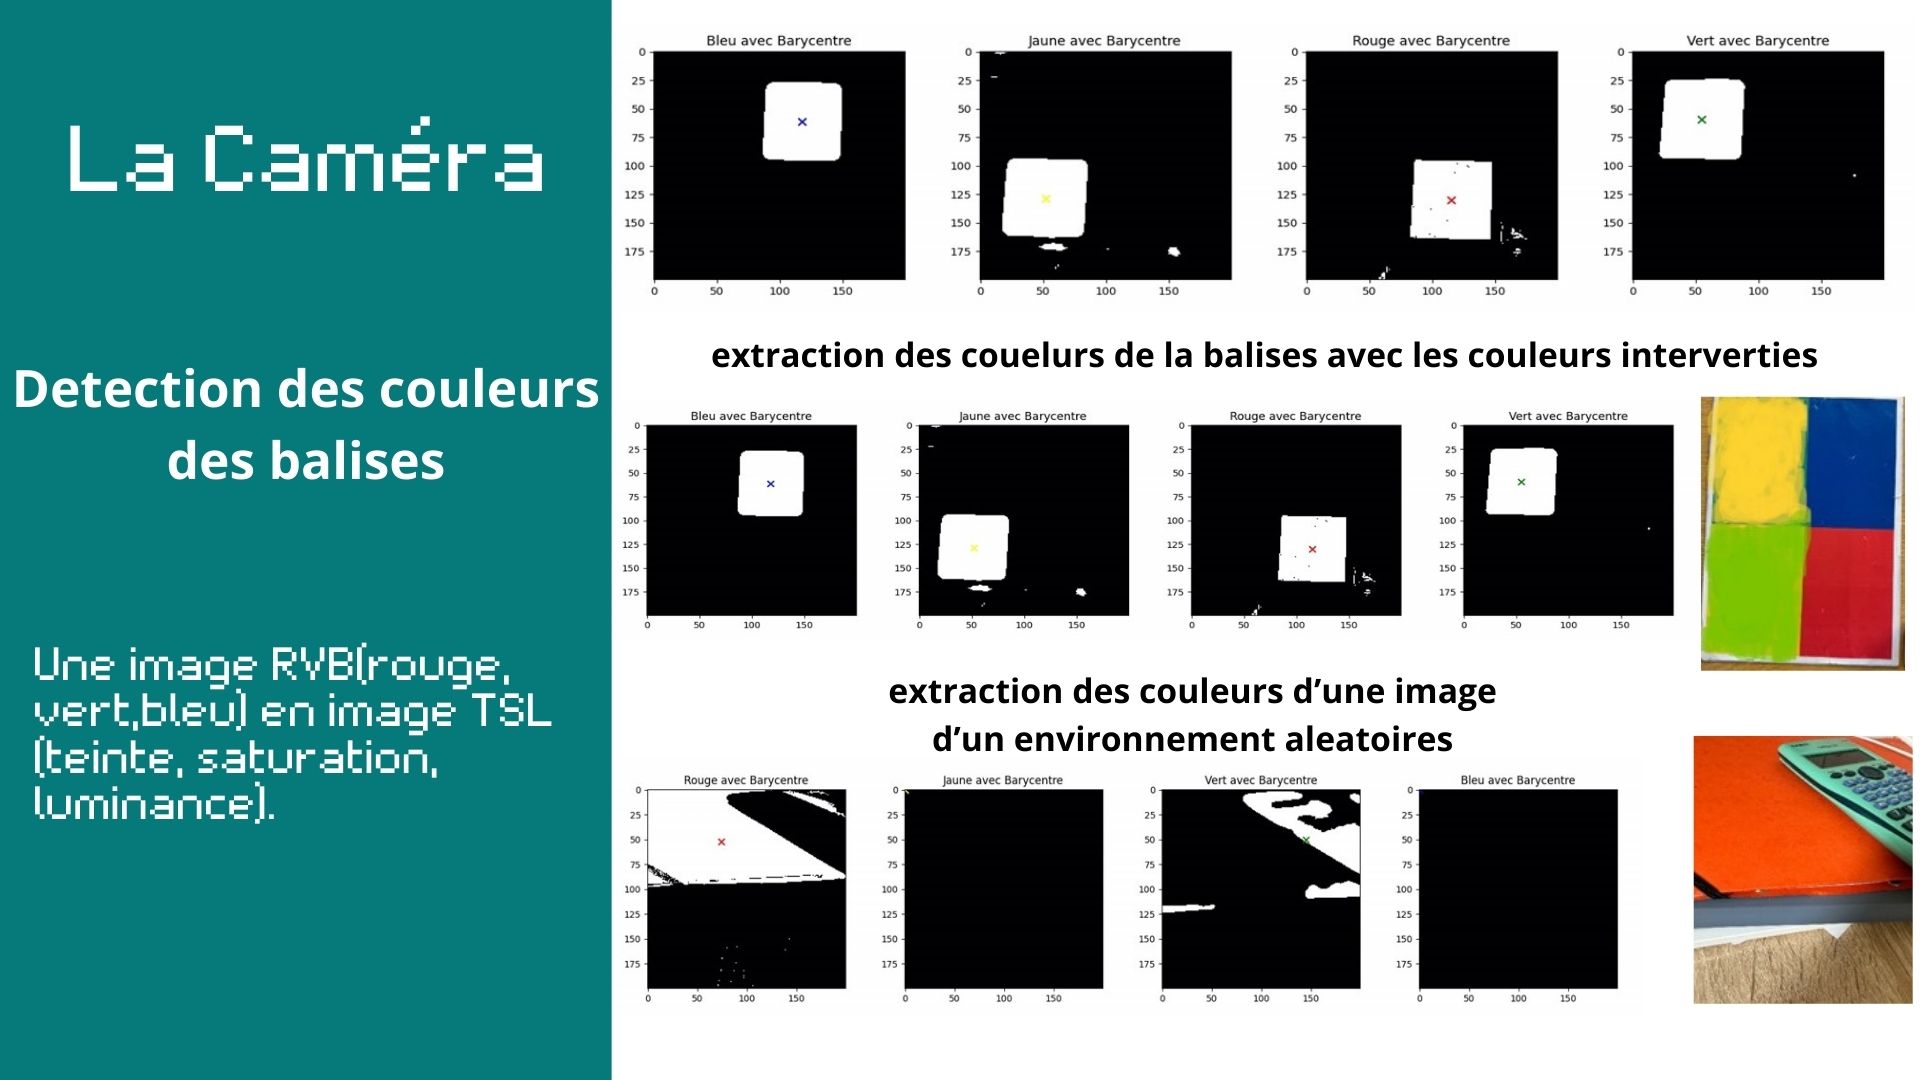 La Caméra
Detection des couleurs
des balises
Une image RVB(rouge,
vert,bleu) en image TSL
(teinte, saturation,
luminance).
Bleu avec Barycentre
0
25
50
75
100
125
150
175
0 50 100 150
Jaune avec Barycentre
0
25
50
75
100
125
150
175
0 50 100 150
Rouge avec Barycentre
0
25
50
75
100
125
150
175
0 50 100 150
Vert avec Barycentre
0
25
50
75
100
125
150
175
0 50 100 150
extraction des couelurs de la balises avec les couleurs interverties
Bleu avec Barycentre
0
25
50
75
100
125
150
175
0 50 100 150
Jaune avec Barycentre
0
25
50
75
100
125
150
175
0 50 100 150
Rouge avec Barycentre
0
25
50
75
100
125
150
175
0 50 100 150
Vert avec Barycentre
0
25
50
75
100
125
150
175
0 50 100 150
extraction des couleurs d’une image
d’un environnement aleatoires
Rouge avec Barycentre
0
25
50
75
100
125
150
175
0 50 100 150
Jaune avec Barycentre
0
25
50
75
100
125
150
175
0 50 100 150
Vert avec Barycentre
0
25
50
75
100
125
150
175
0 50 100 150
Bleu avec Barycentre
0
25
50
75
100
125
150
175
0 50 100 150